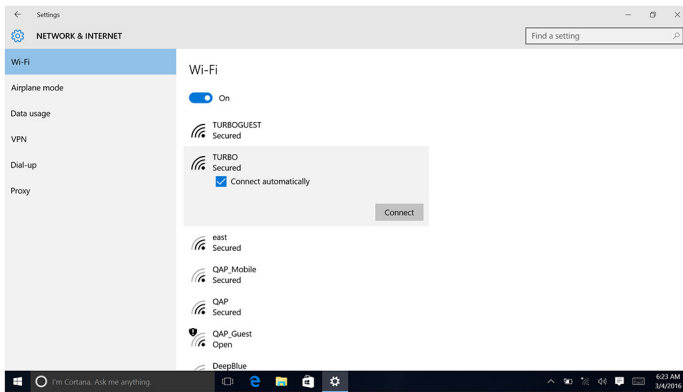 Settings
NETWORK & INTERNET
Find a setting
Wi-Fi
Airplane mode
Data usage
VPN
Dial-up
Proxy
Wi-Fi
On
TURBOGUEST
Secured
TURBO
Secured
Connect automatically
Connect
east
Secured
QAP_Mobile
Secured
QAP
Secured
QAP_Guest
Open
DeepBlue
I'm Cortana. Ask me anything.
6:23 AM
3/4/2016